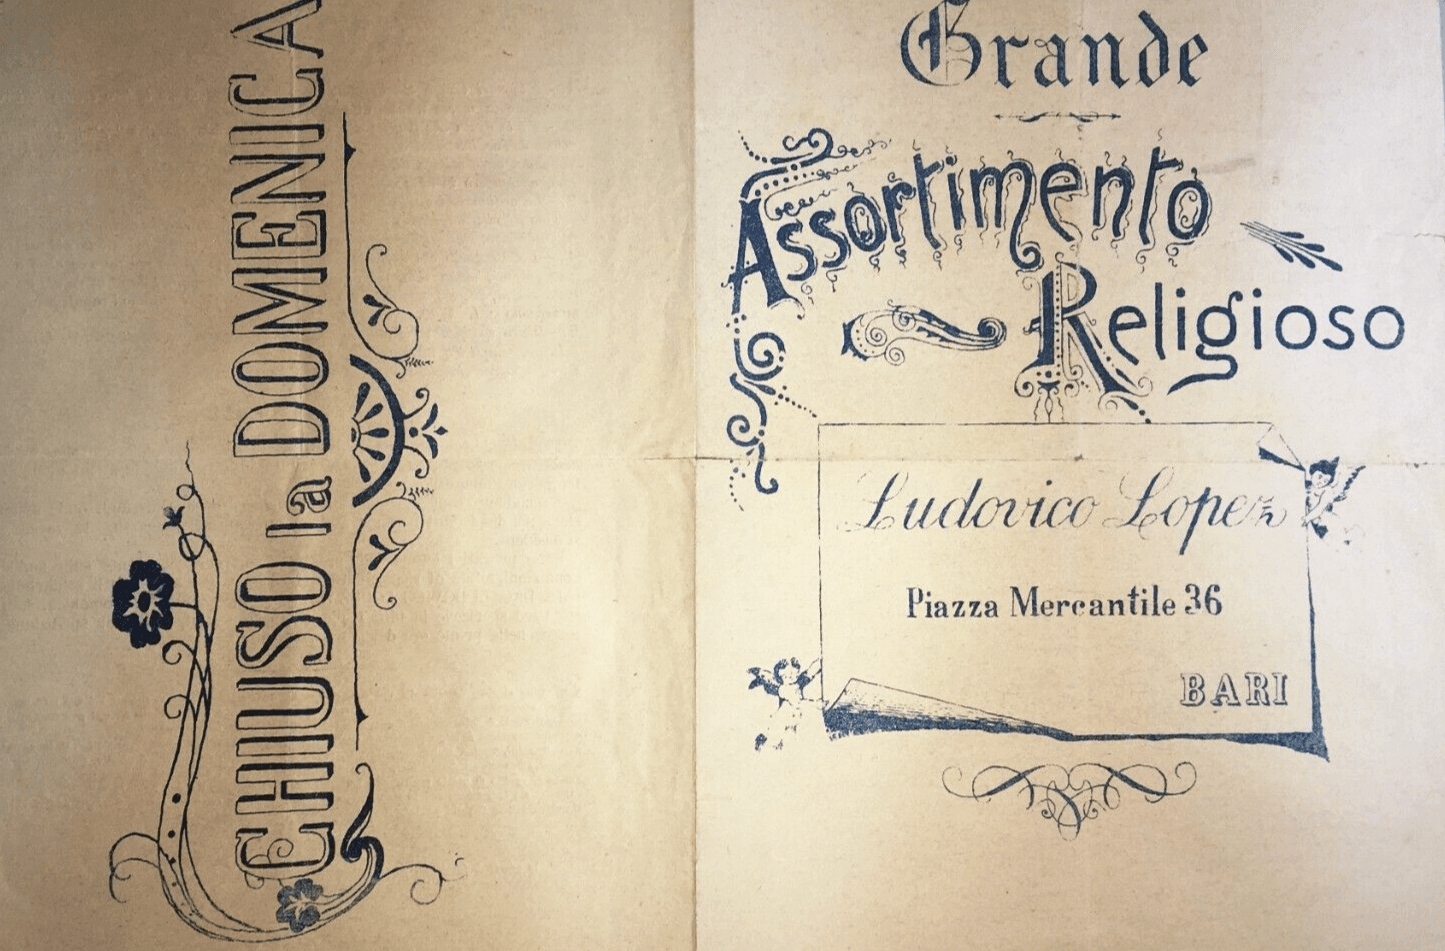 CHIUSO la DOMENICA
Grande
Assortimento
Religioso
Ludovico Lopez
Piazza Mercantile 36
BARI